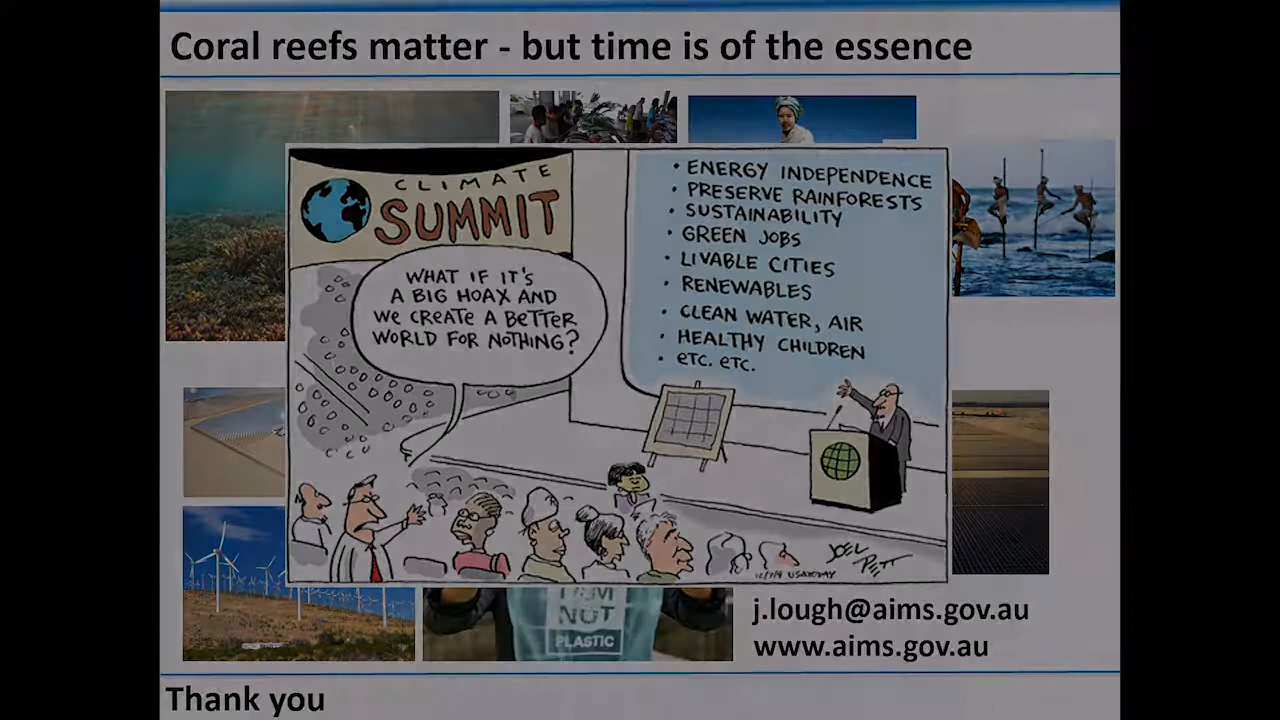 Coral reefs matter - but time is of the essence
CLIMATE
SUMMIT
WHAT IF IT'S
A BIG HOAX AND
WE CREATE A BETTER
WORLD FOR NOTHING?
• ENERGY INDEPENDENCE
• PRESERVE RAINFORESTS
• SUSTAINABILITY
• GREEN JOBS
• LIVABLE CITIES
• RENEWABLES
• CLEAN WATER, AIR
• HEALTHY CHILDREN
• ETC. ETC.
JOEL
PETT
USA TODAY
NOT
PLASTIC
j.lough@aims.gov.au
www.aims.gov.au
Thank you